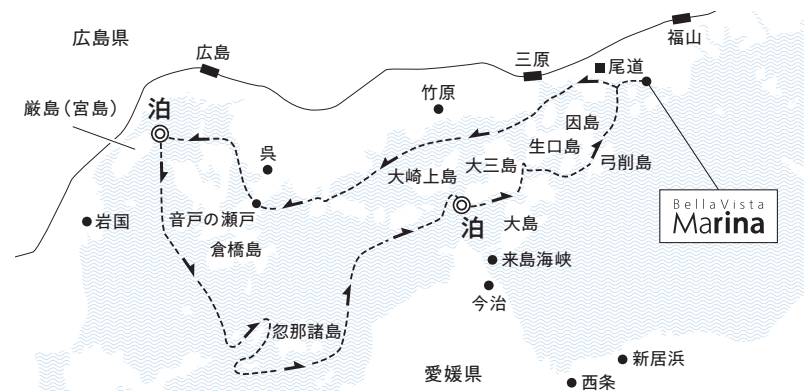 広島県
福山
広島
三原
尾道
竹原
厳島(宮島)
泊
因島
生口島
呉
大三島
弓削島
大崎上島
BellaVista
Marina
音戸の瀬戸
岩国
倉橋島
泊
大島
来島海峡
今治
忽那諸島
愛媛県
新居浜
西条